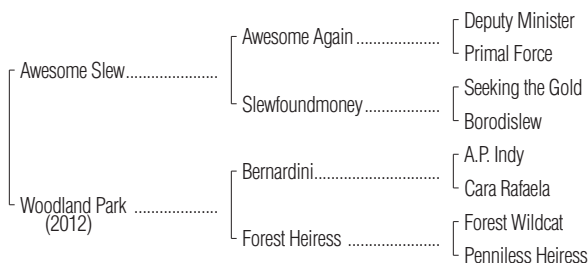 Deputy Minister
Awesome Again ....................
Primal Force
Awesome Slew......................
Seeking the Gold
Slewfoundmoney..................
Borodislew
A.P. Indy
Bernardini..............................
Cara Rafaela
Woodland Park ....................
(2012)
Forest Wildcat
Forest Heiress ......................
Penniless Heiress